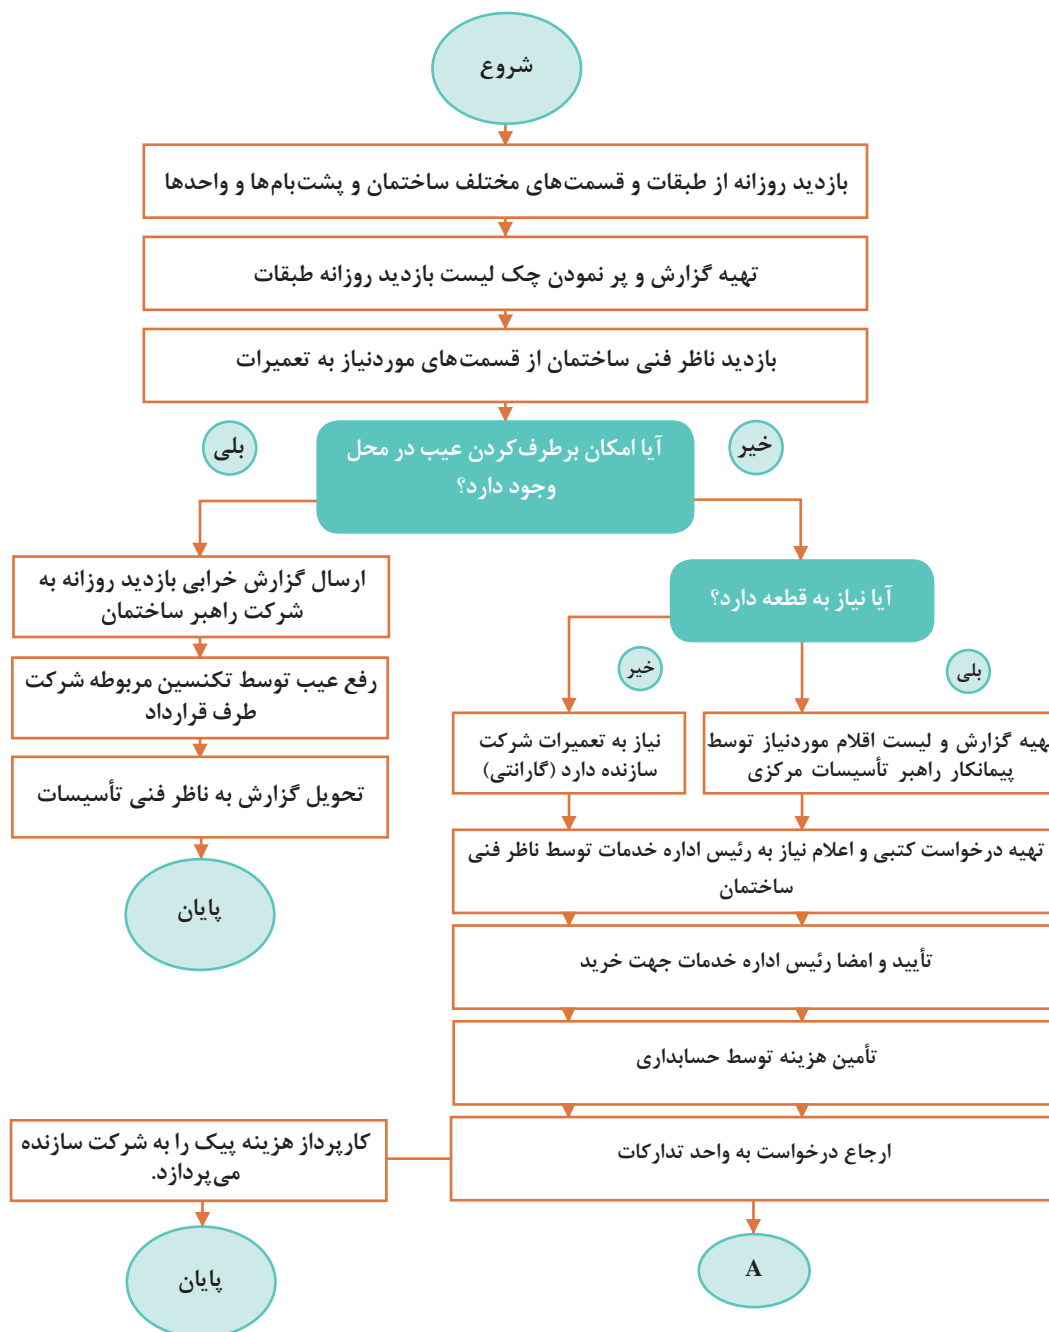 شروع
بازدید روزانه از طبقات و قسمت‌های مختلف ساختمان و پشت‌بام‌ها و واحدها
تهیه گزارش و پر نمودن چک لیست بازدید روزانه طبقات
بازدید ناظر فنی ساختمان از قسمت‌های موردنیاز به تعمیرات
خیر
آیا امکان برطرف‌کردن عیب در محل
وجود دارد؟
بلی
آیا نیاز به قطعه دارد؟
ارسال گزارش خرابی بازدید روزانه به
شرکت راهبر ساختمان
بلی
خیر
رفع عیب توسط تکنسین مربوطه شرکت
طرف قرارداد
گزارش و لیست اقلام موردنیاز توسط
پیمانکار راهبر تأسیسات مرکزی
نیاز به تعمیرات شرکت
سازنده دارد (گارانتی)
تحویل گزارش به ناظر فنی تأسیسات
پایان
تهیه درخواست کتبی و اعلام نیاز به رئیس اداره خدمات توسط ناظر فنی
ساختمان
تأیید و امضا رئیس اداره خدمات جهت خرید
تأمین هزینه توسط حسابداری
ارجاع درخواست به واحد تدارکات
کارپرداز هزینه پیک را به شرکت سازنده
می‌پردازد.
A
پایان